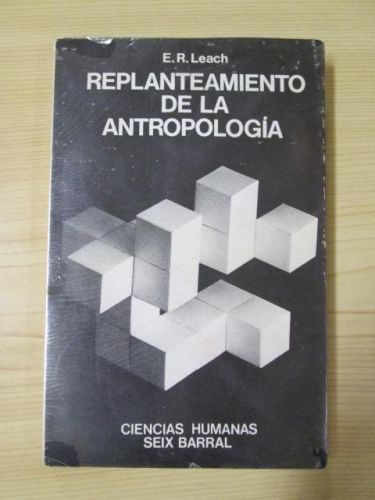 E.R. Leach
REPLANTEAMIENTO
DE LA
ANTROPOLOGÍA
CIENCIAS HUMANAS
SEIX BARRAL